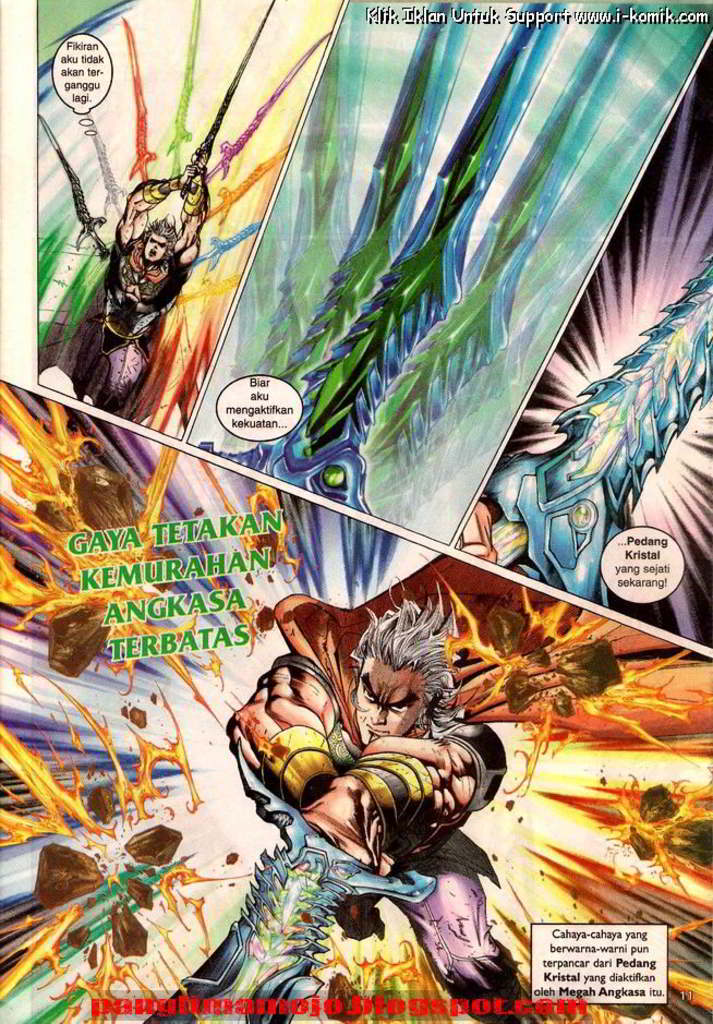 Klik Iklan Untuk Support www.i-komik.com
Fikiran
aku tidak
akan ter-
ganggu
lagi.
Biar
aku
mengaktifkan
kekuatan...
...Pedang
Kristal
yang sejati
sekarang!
GAYA TETAKAN
KEMURAHAN
ANGKASA
TERBATAS
Cahaya-cahaya yang
berwarna-warni pun
terpancar dari Pedang
Kristal yang diaktifkan
oleh Megah Angkasa itu.
11
panglimamojo.blogspot.com